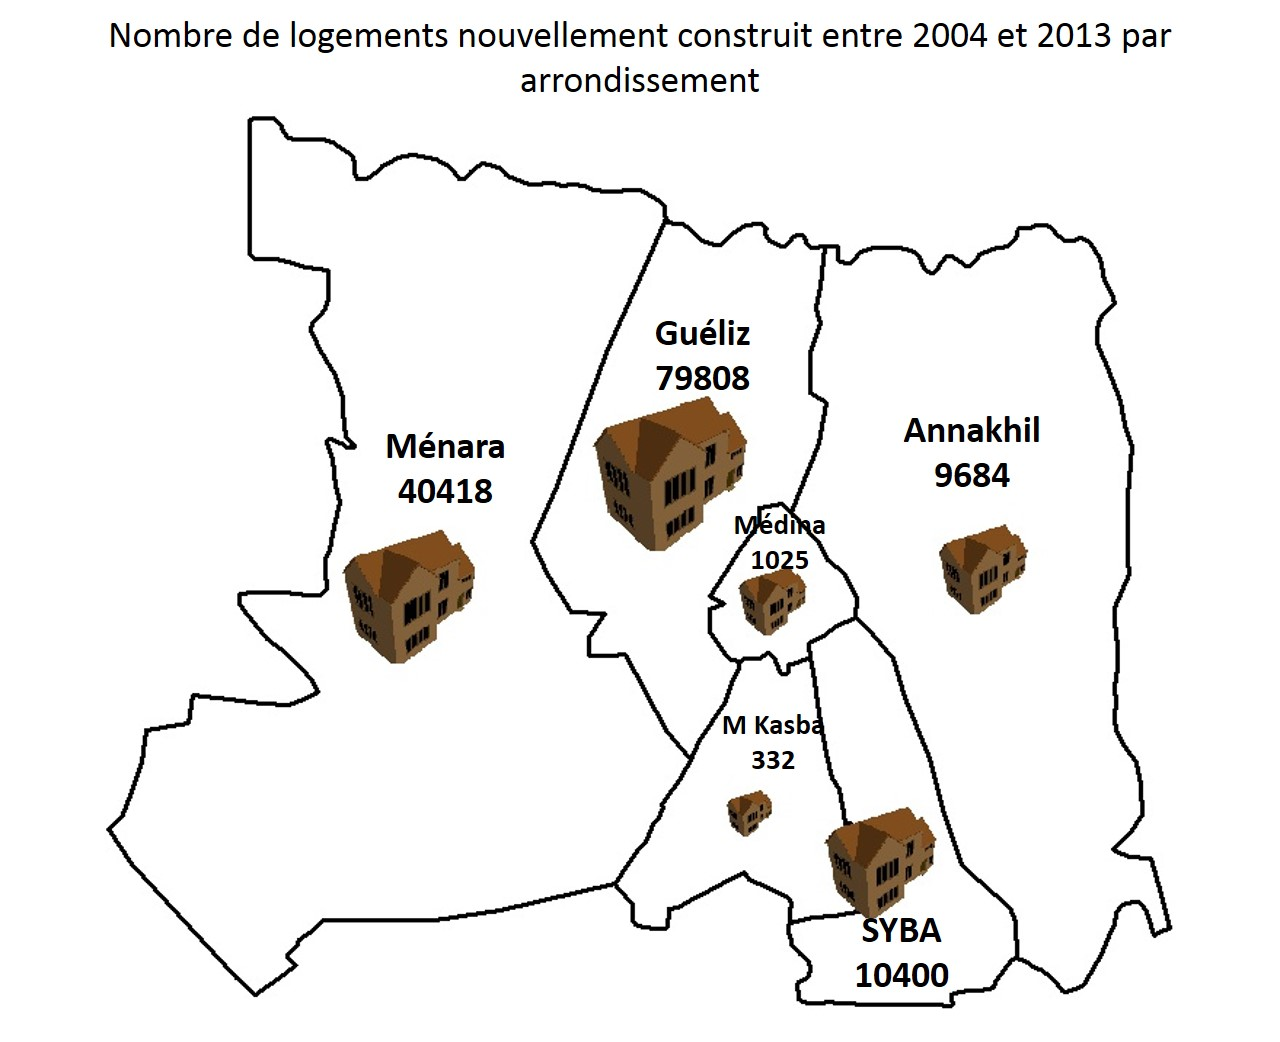 Nombre de logements nouvellement construit entre 2004 et 2013 par
arrondissement
Guéliz
79808
Ménara
40418
Annakhil
9684
Médina
1025
M Kasba
332
SYBA
10400